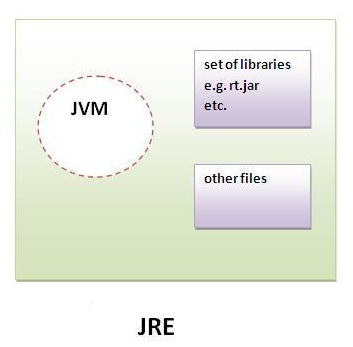 JVM
set of libraries
e.g. rt.jar
etc.
other files
JRE